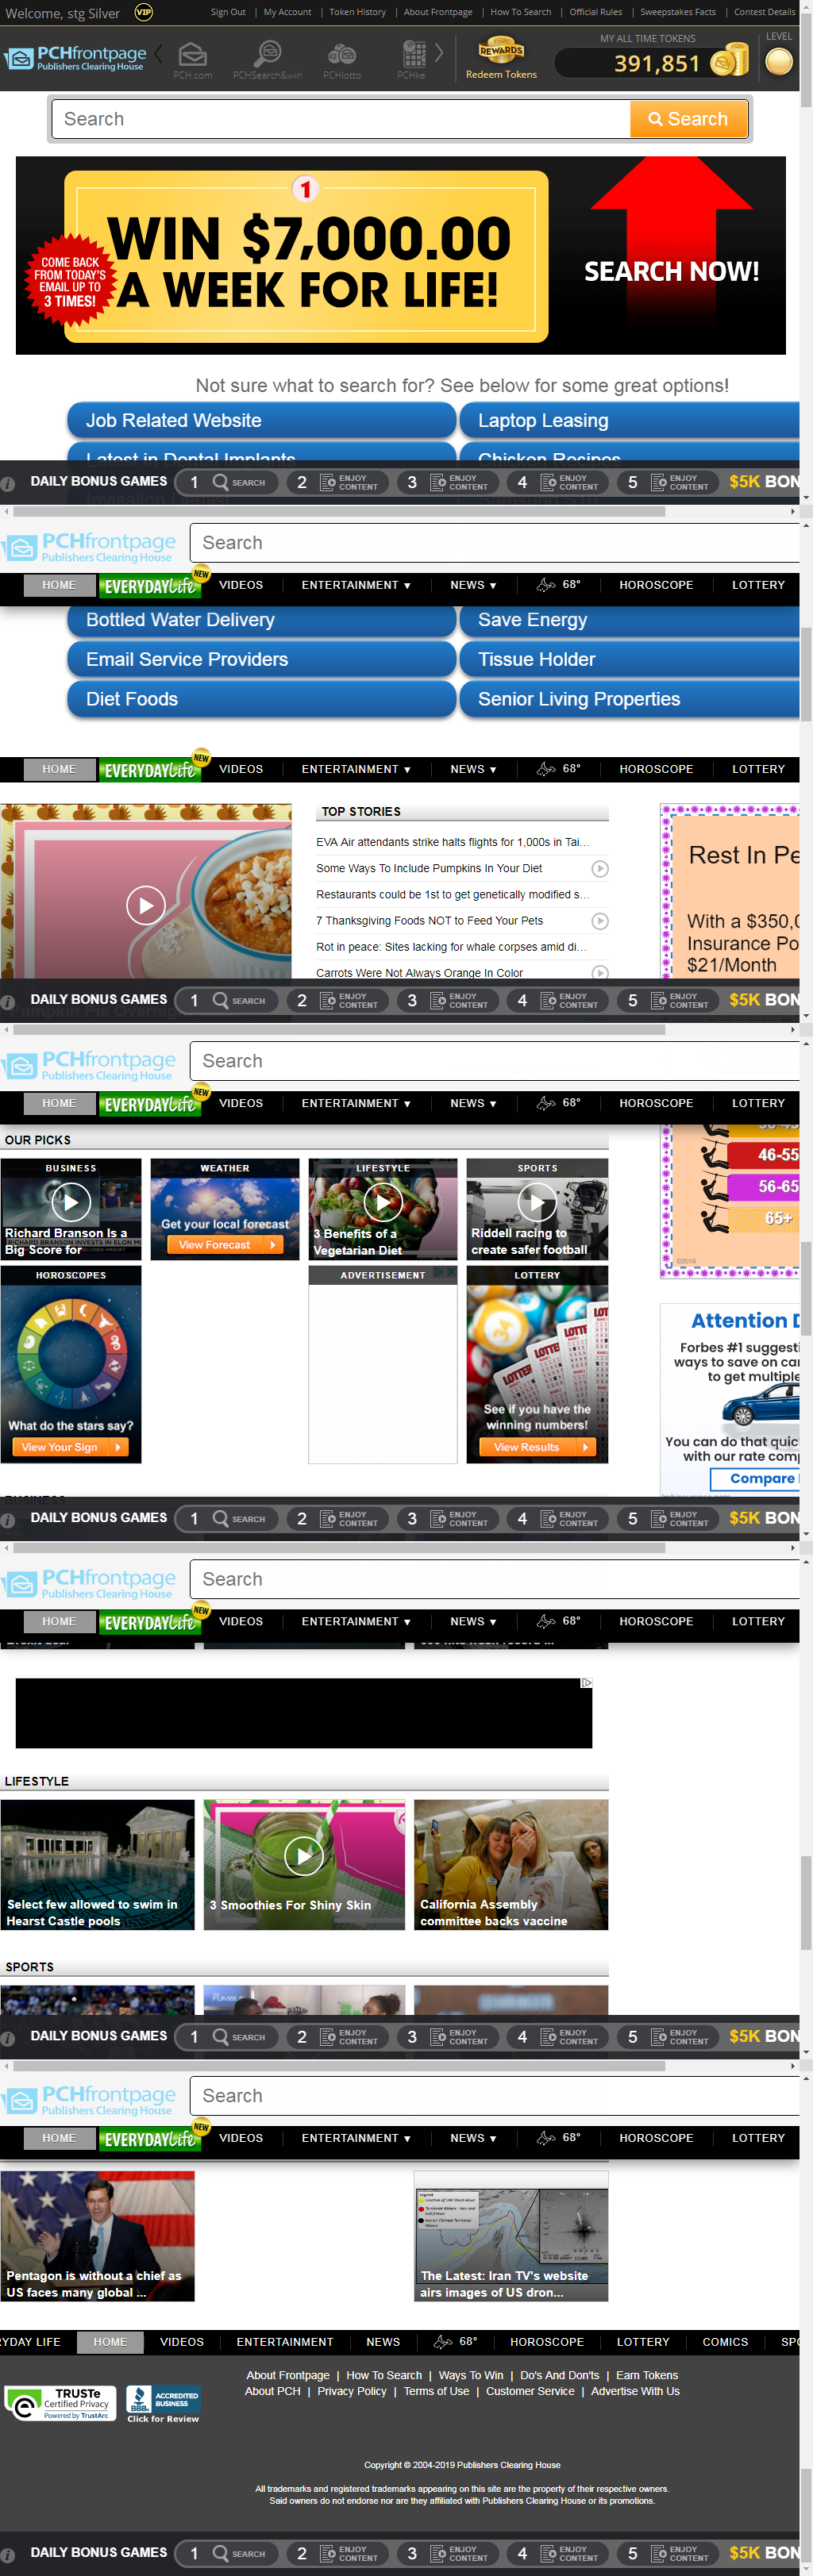 Welcome, stg Silver VIP Sign Out | My Account | Token History | About Frontpage | How To Search | Official Rules | Sweepstakes Facts | Contest Details
PCHfrontpage
Publishers Clearing House
PCH.com PCHSearch&win PCHlotto PCHke
REWARDS
Redeem Tokens
MY ALL TIME TOKENS
391,851
LEVEL
Search Search
1
WIN $7,000.00
A WEEK FOR LIFE!
COME BACK
FROM TODAY'S
EMAIL UP TO
3 TIMES!
SEARCH NOW!
Not sure what to search for? See below for some great options!
Job Related Website Laptop Leasing
Latest in Dental Implants Chicken Recipes
DAILY BONUS GAMES 1 SEARCH 2 ENJOY CONTENT 3 ENJOY CONTENT 4 ENJOY CONTENT 5 ENJOY CONTENT $5K BON
PCHfrontpage
Publishers Clearing House
Search
HOME EVERYDAY Life NEW VIDEOS ENTERTAINMENT ▼ NEWS ▼ 68° HOROSCOPE LOTTERY
Bottled Water Delivery Save Energy
Email Service Providers Tissue Holder
Diet Foods Senior Living Properties
HOME EVERYDAY Life NEW VIDEOS ENTERTAINMENT ▼ NEWS ▼ 68° HOROSCOPE LOTTERY
TOP STORIES
EVA Air attendants strike halts flights for 1,000s in Tai...
Some Ways To Include Pumpkins In Your Diet
Restaurants could be 1st to get genetically modified s...
7 Thanksgiving Foods NOT to Feed Your Pets
Rot in peace: Sites lacking for whale corpses amid di...
Carrots Were Not Always Orange In Color
Rest In Pe
With a $350,0
Insurance Po
$21/Month
DAILY BONUS GAMES 1 SEARCH 2 ENJOY CONTENT 3 ENJOY CONTENT 4 ENJOY CONTENT 5 ENJOY CONTENT $5K BON
PCHfrontpage
Publishers Clearing House
Search
HOME EVERYDAY Life NEW VIDEOS ENTERTAINMENT ▼ NEWS ▼ 68° HOROSCOPE LOTTERY
OUR PICKS
BUSINESS
Richard Branson Is a
Big Score for
WEATHER
Get your local forecast
View Forecast
LIFESTYLE
3 Benefits of a
Vegetarian Diet
SPORTS
Riddell racing to
create safer football
HOROSCOPES
What do the stars say?
View Your Sign
ADVERTISEMENT
LOTTERY
See if you have the
winning numbers!
View Results
46-55
56-65
65+
©2019
Attention D
Forbes #1 suggesti
ways to save on car
to get multiple
You can do that quic
with our rate comp
Compare
BUSINESS
DAILY BONUS GAMES 1 SEARCH 2 ENJOY CONTENT 3 ENJOY CONTENT 4 ENJOY CONTENT 5 ENJOY CONTENT $5K BON
PCHfrontpage
Publishers Clearing House
Search
HOME EVERYDAY Life NEW VIDEOS ENTERTAINMENT ▼ NEWS ▼ 68° HOROSCOPE LOTTERY
LIFESTYLE
Select few allowed to swim in
Hearst Castle pools
3 Smoothies For Shiny Skin
California Assembly
committee backs vaccine
SPORTS
DAILY BONUS GAMES 1 SEARCH 2 ENJOY CONTENT 3 ENJOY CONTENT 4 ENJOY CONTENT 5 ENJOY CONTENT $5K BON
PCHfrontpage
Publishers Clearing House
Search
HOME EVERYDAY Life NEW VIDEOS ENTERTAINMENT ▼ NEWS ▼ 68° HOROSCOPE LOTTERY
Pentagon is without a chief as
US faces many global ...
The Latest: Iran TV's website
airs images of US dron...
RYDAY LIFE HOME VIDEOS ENTERTAINMENT NEWS 68° HOROSCOPE LOTTERY COMICS SPO
About Frontpage | How To Search | Ways To Win | Do's And Don'ts | Earn Tokens
About PCH | Privacy Policy | Terms of Use | Customer Service | Advertise With Us
TRUSTe
Certified Privacy
Powered by TrustArc
BBB ACCREDITED BUSINESS
Click for Review
Copyright © 2004-2019 Publishers Clearing House
All trademarks and registered trademarks appearing on this site are the property of their respective owners.
Said owners do not endorse nor are they affiliated with Publishers Clearing House or its promotions.
DAILY BONUS GAMES 1 SEARCH 2 ENJOY CONTENT 3 ENJOY CONTENT 4 ENJOY CONTENT 5 ENJOY CONTENT $5K BON